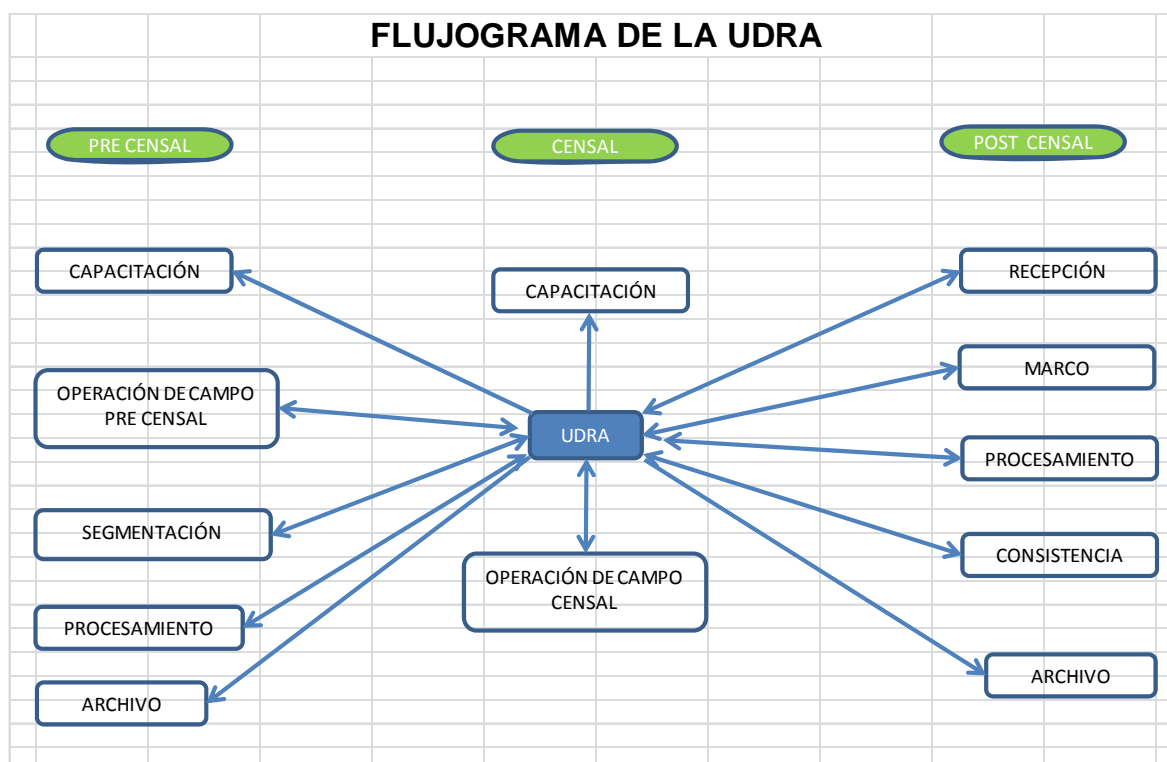 FLUJOGRAMA DE LA UDRA
PRE CENSAL
CENSAL
POST CENSAL
CAPACITACIÓN
CAPACITACIÓN
RECEPCIÓN
OPERACIÓN DE CAMPO
PRE CENSAL
MARCO
UDRA
PROCESAMIENTO
SEGMENTACIÓN
CONSISTENCIA
OPERACIÓN DE CAMPO
CENSAL
PROCESAMIENTO
ARCHIVO
ARCHIVO